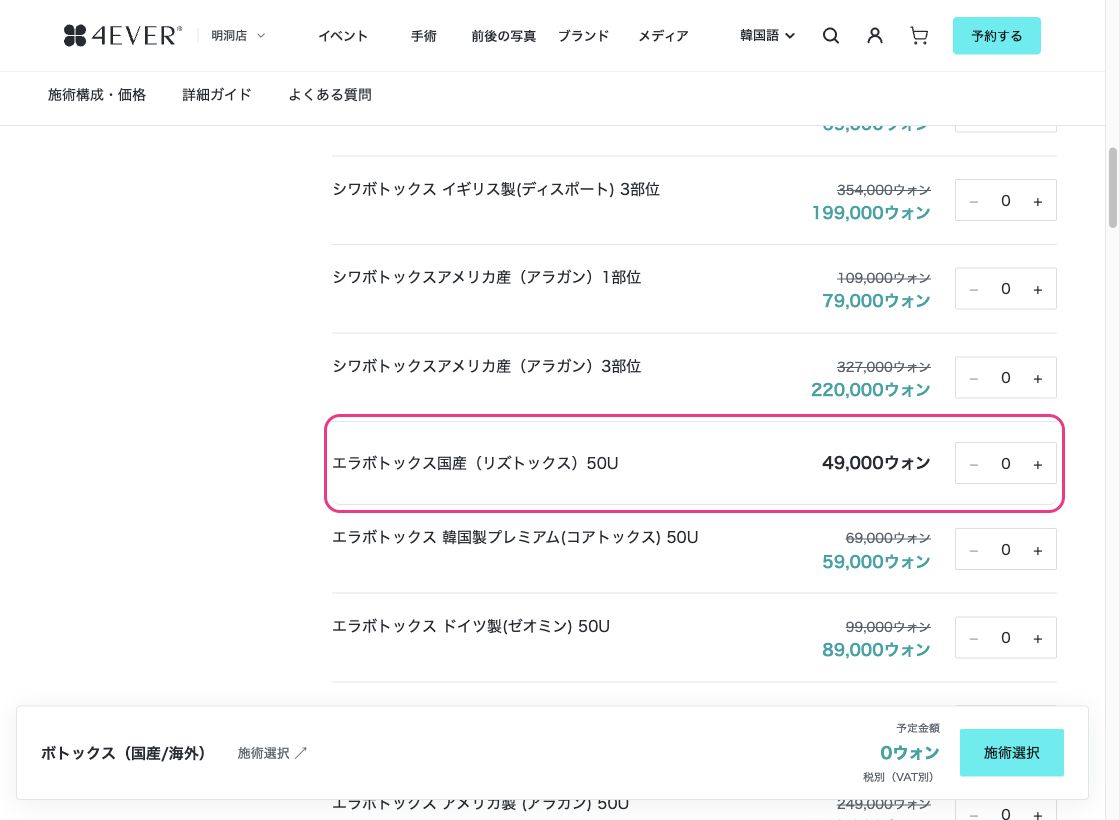 4EVER®
明洞店
イベント
手術
前後の写真
ブランド
メディア
韓国語
予約する
施術構成・価格
詳細ガイド
よくある質問
シワボトックス イギリス製(ディスポート) 3部位
354,000ウォン
199,000ウォン
− 0 +
シワボトックスアメリカ産（アラガン）1部位
109,000ウォン
79,000ウォン
− 0 +
シワボトックスアメリカ産（アラガン）3部位
327,000ウォン
220,000ウォン
− 0 +
エラボトックス国産（リズトックス）50U
49,000ウォン
− 0 +
エラボトックス 韓国製プレミアム(コアトックス) 50U
69,000ウォン
59,000ウォン
− 0 +
エラボトックス ドイツ製(ゼオミン) 50U
99,000ウォン
89,000ウォン
− 0 +
ボトックス（国産/海外）
施術選択
予定金額
0ウォン
税別（VAT別）
施術選択
エラボトックス アメリカ製 (アラガン) 50U
249,000ウォン
− 0 +